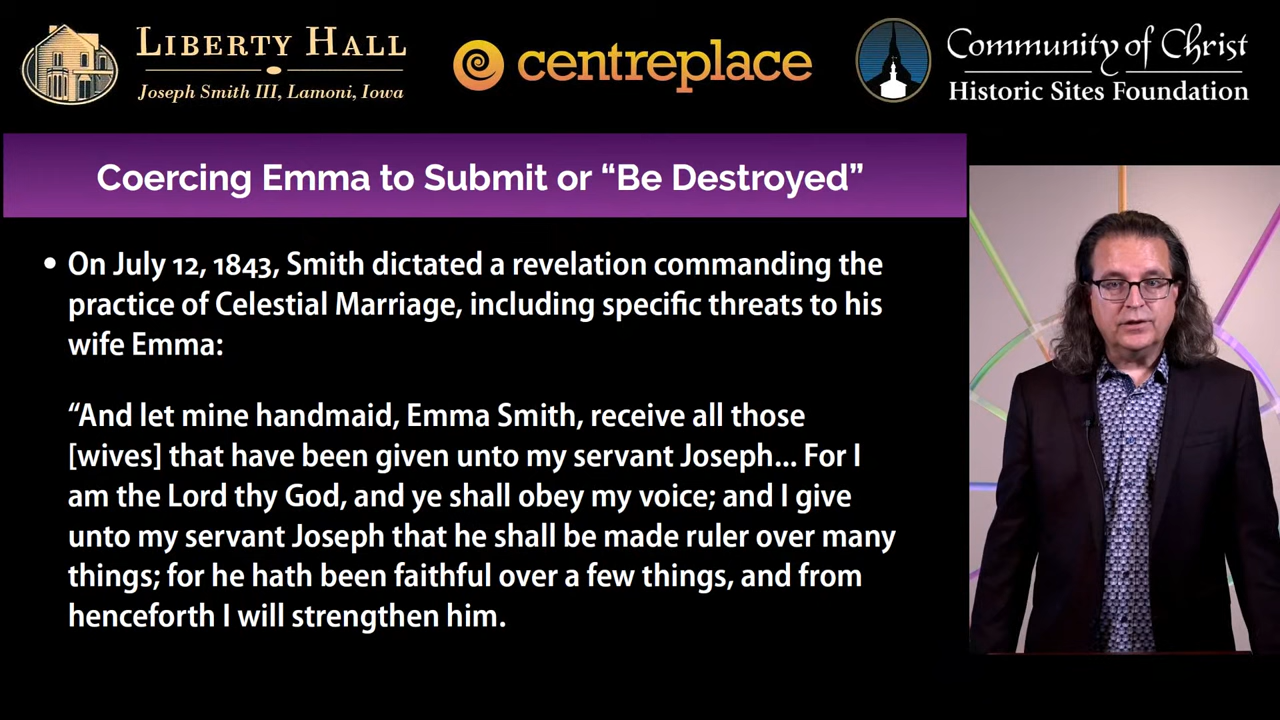 LIBERTY HALL
Joseph Smith III, Lamoni, Iowa
centreplace
Community of Christ
Historic Sites Foundation
Coercing Emma to Submit or “Be Destroyed”
• On July 12, 1843, Smith dictated a revelation commanding the
practice of Celestial Marriage, including specific threats to his
wife Emma:
“And let mine handmaid, Emma Smith, receive all those
[wives] that have been given unto my servant Joseph... For I
am the Lord thy God, and ye shall obey my voice; and I give
unto my servant Joseph that he shall be made ruler over many
things; for he hath been faithful over a few things, and from
henceforth I will strengthen him.